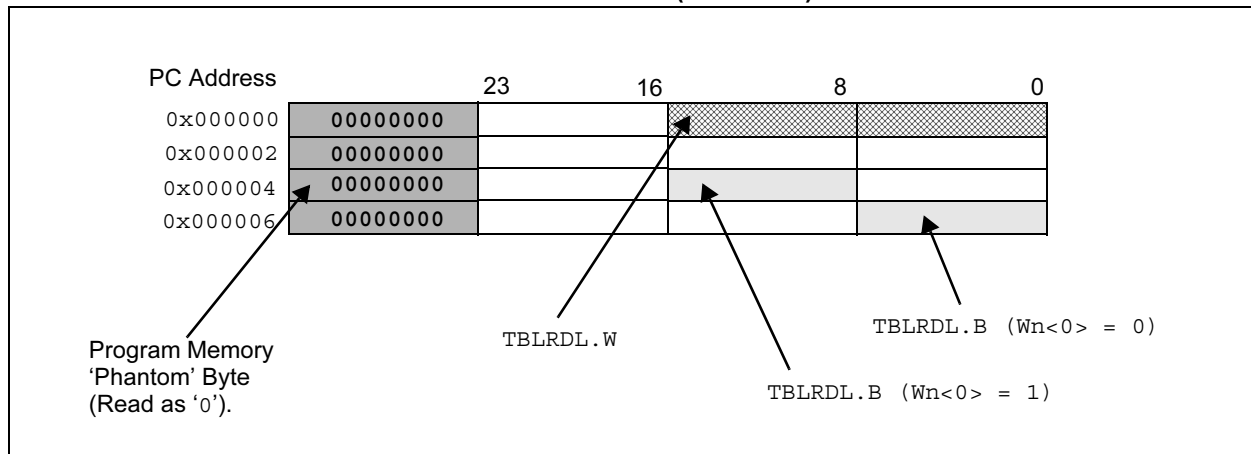 PC Address 23 16 8 0
0x000000 00000000
0x000002 00000000
0x000004 00000000
0x000006 00000000
TBLRDL.W
TBLRDL.B (Wn<0> = 0)
TBLRDL.B (Wn<0> = 1)
Program Memory
‘Phantom’ Byte
(Read as ‘0’).